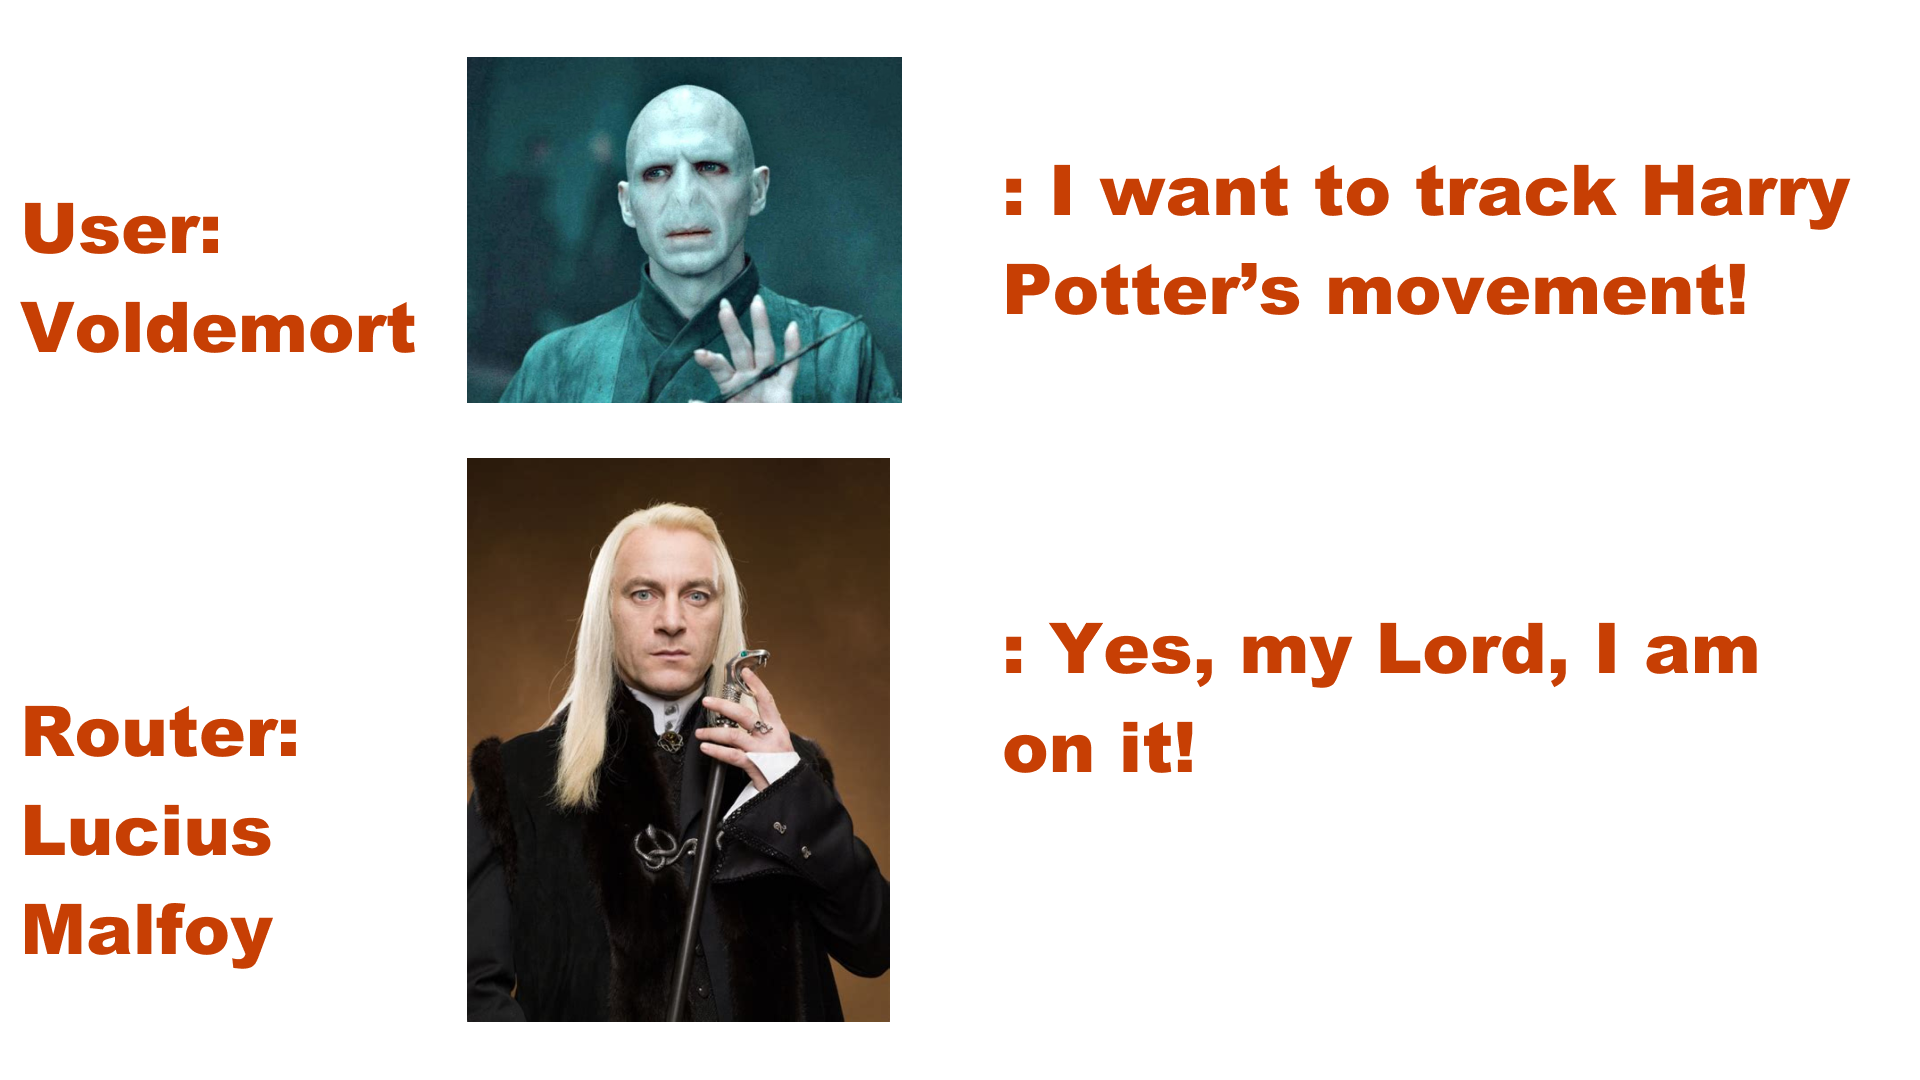 User:
Voldemort
: I want to track Harry
Potter’s movement!
Router:
Lucius
Malfoy
: Yes, my Lord, I am
on it!